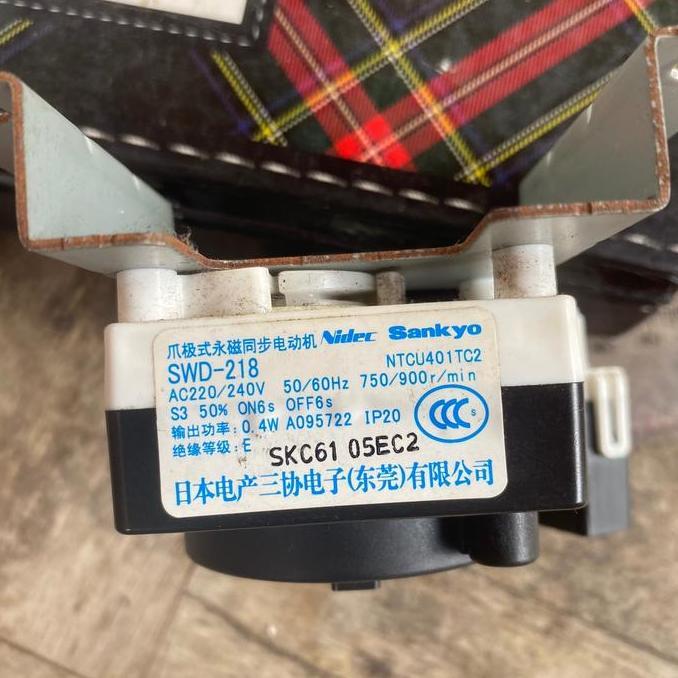 爪极式永磁同步电动机 Nidec Sankyo
SWD-218 NTCU401TC2
AC220/240V 50/60Hz 750/900r/min
S3 50% ON6s OFF6s
输出功率: 0.4W A095722 IP20
绝缘等级: E
CCC S
SKC61 05EC2
日本电产三协电子(东莞)有限公司